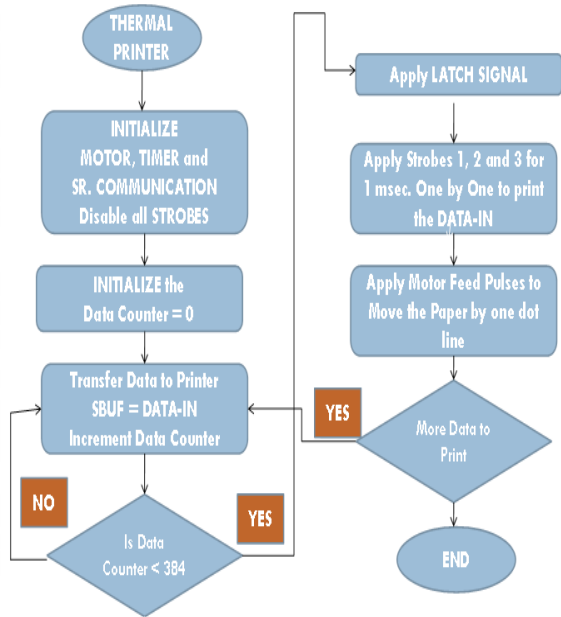 THERMAL
PRINTER
INITIALIZE
MOTOR, TIMER and
SR. COMMUNICATION
Disable all STROBES
INITIALIZE the
Data Counter = 0
Transfer Data to Printer
SBUF = DATA-IN
Increment Data Counter
NO
YES
Is Data
Counter < 384
Apply LATCH SIGNAL
Apply Strobes 1, 2 and 3 for
1 msec. One by One to print
the DATA-IN
Apply Motor Feed Pulses to
Move the Paper by one dot
line
YES
More Data to
Print
END